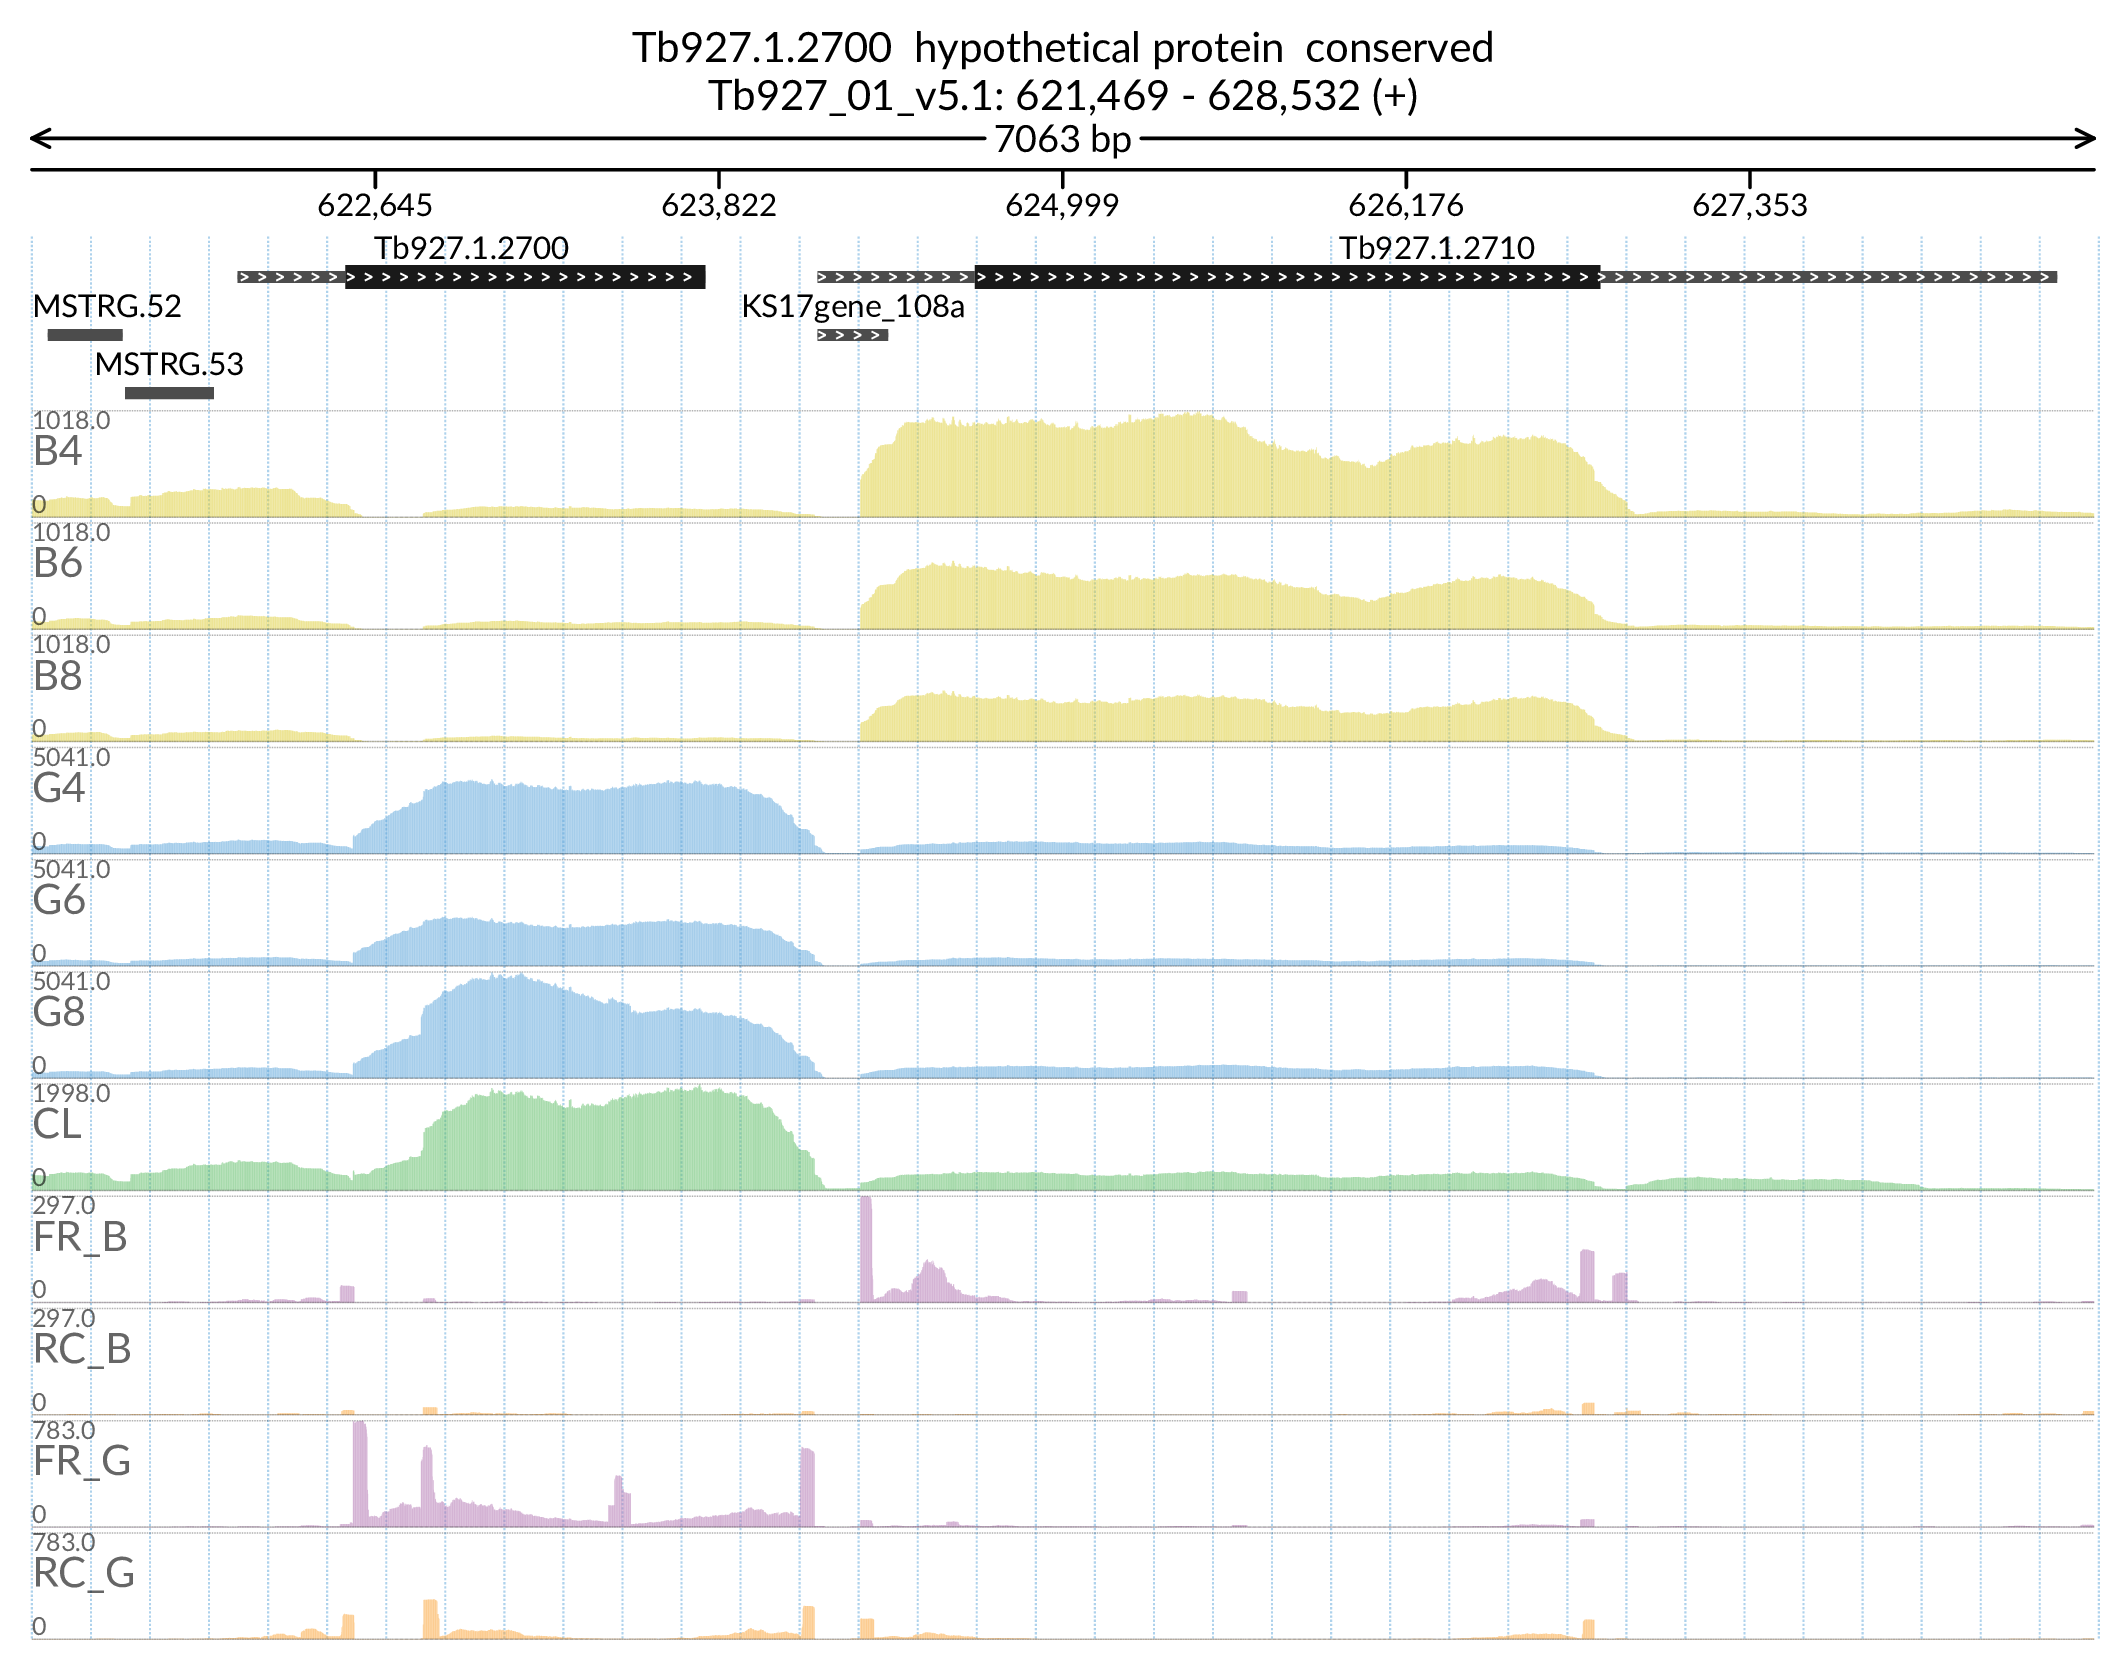 Tb927.1.2700  hypothetical protein  conserved
Tb927_01_v5.1: 621,469 - 628,532 (+)
7063 bp
622,645 623,822 624,999 626,176 627,353
Tb927.1.2700 Tb927.1.2710
MSTRG.52 KS17gene_108a
MSTRG.53
1018.0
B4
0
1018.0
B6
0
1018.0
B8
0
5041.0
G4
0
5041.0
G6
0
5041.0
G8
0
1998.0
CL
0
297.0
FR_B
0
297.0
RC_B
0
783.0
FR_G
0
783.0
RC_G
0